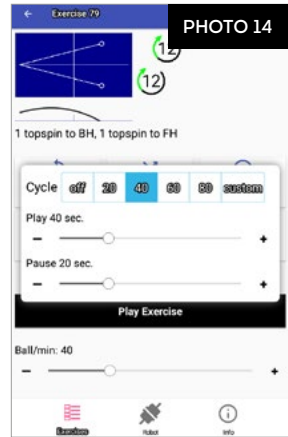 Exercise 79
PHOTO 14
12
12
1 topspin to BH, 1 topspin to FH
Cycle off 20 40 60 80 custom
Play 40 sec.
- +
Pause 20 sec.
- +
Play Exercise
Ball/min: 40
- +
Exercises Robot Info